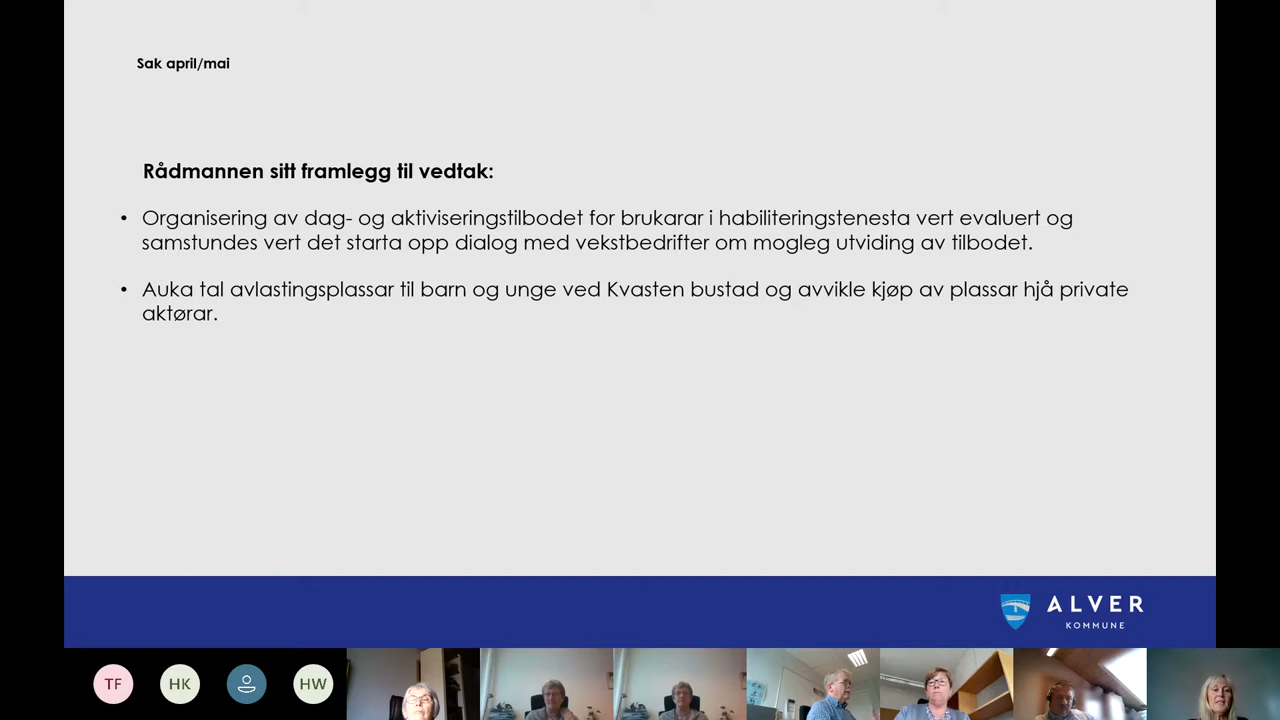 Sak april/mai
Rådmannen sitt framlegg til vedtak:
• Organisering av dag- og aktiviseringstilbodet for brukarar i habiliteringstenesta vert evaluert og
samstundes vert det starta opp dialog med vekstbedrifter om mogleg utviding av tilbodet.
• Auka tal avlastingsplassar til barn og unge ved Kvasten bustad og avvikle kjøp av plassar hjå private
aktørar.
ALVER
KOMMUNE
TF
HK
HW